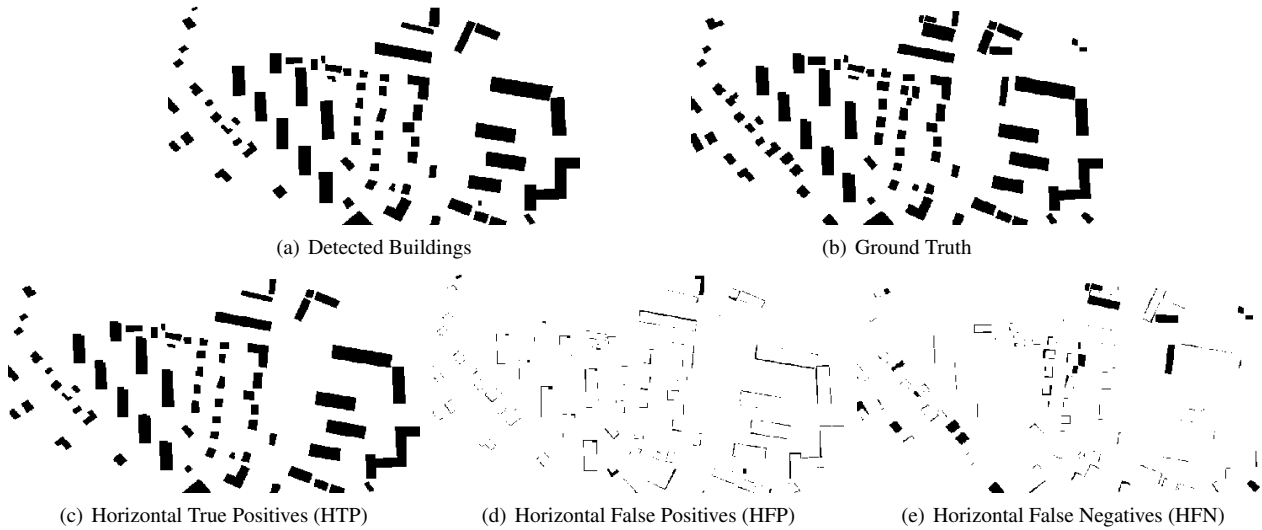 (a) Detected Buildings
(b) Ground Truth
(c) Horizontal True Positives (HTP)
(d) Horizontal False Positives (HFP)
(e) Horizontal False Negatives (HFN)